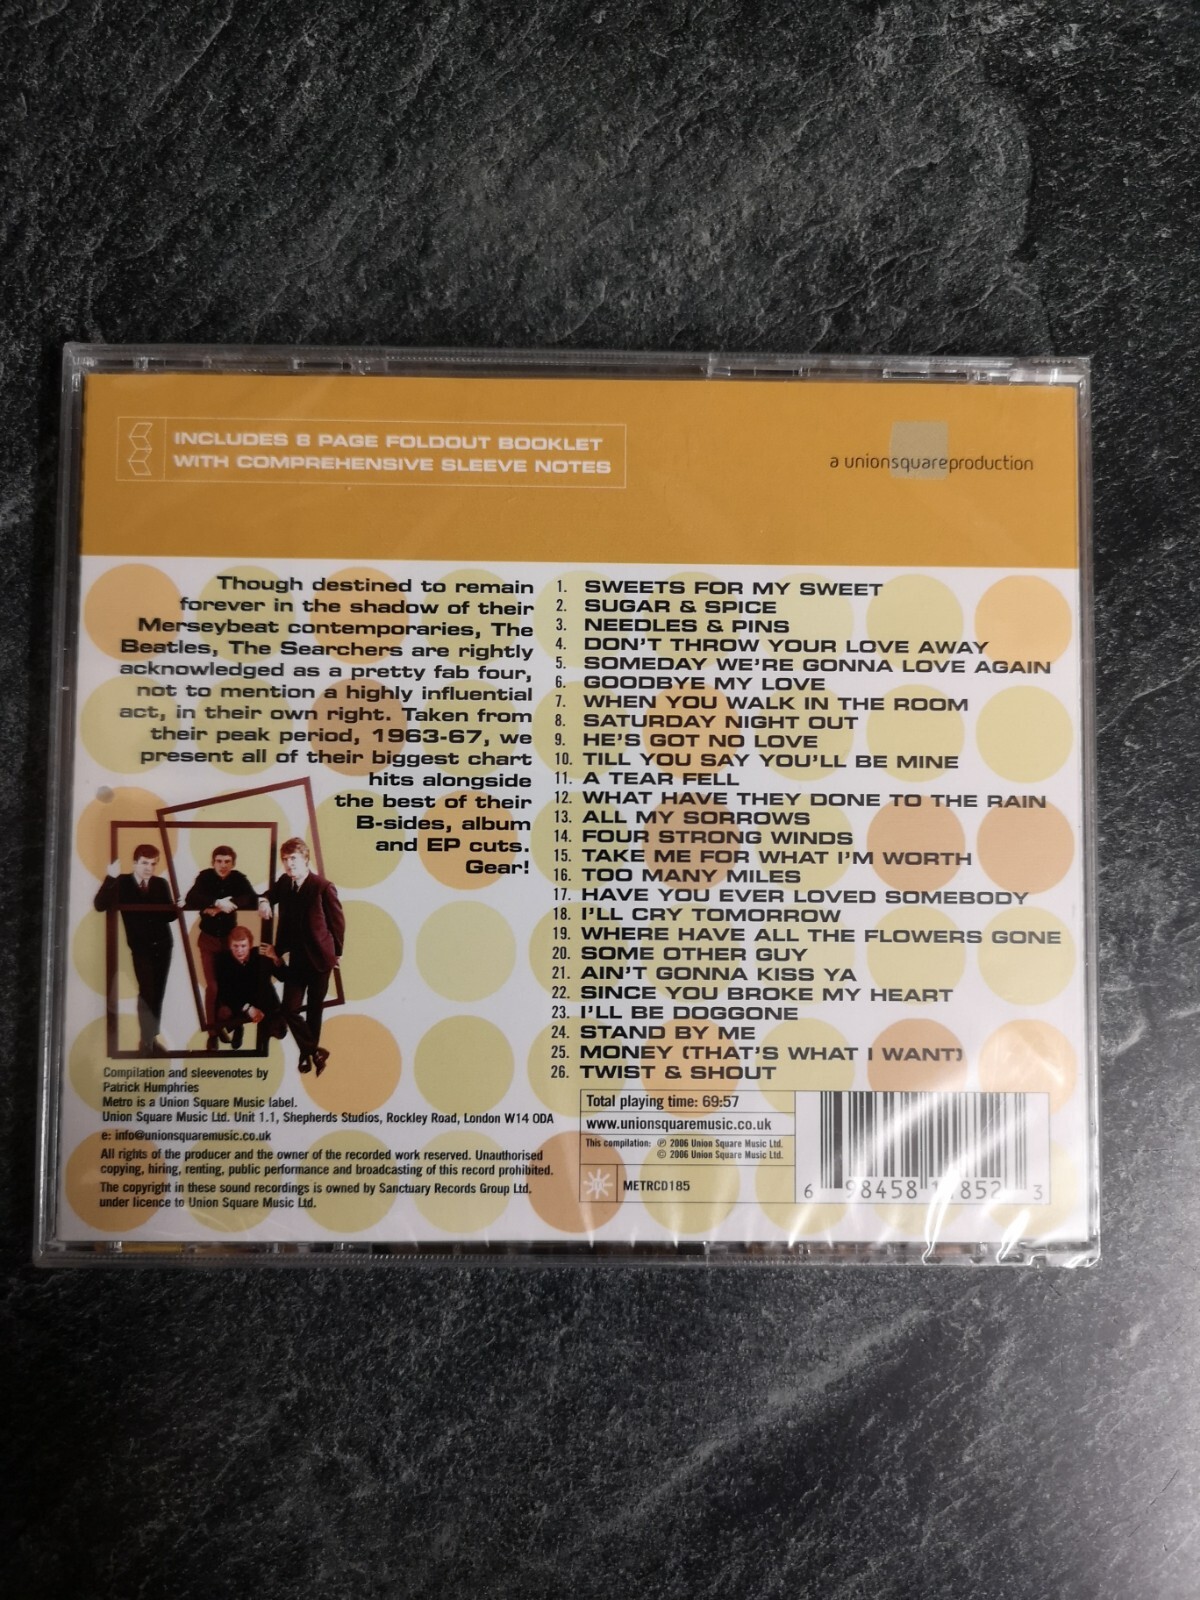 INCLUDES 8 PAGE FOLDOUT BOOKLET
WITH COMPREHENSIVE SLEEVE NOTES
a unionsquareproduction
Though destined to remain
forever in the shadow of their
Merseybeat contemporaries, The
Beatles, The Searchers are rightly
acknowledged as a pretty fab four,
not to mention a highly influential
act, in their own right. Taken from
their peak period, 1963-67, we
present all of their biggest chart
hits alongside
the best of their
B-sides, album
and EP cuts.
Gear!
1. SWEETS FOR MY SWEET
2. SUGAR & SPICE
3. NEEDLES & PINS
4. DON'T THROW YOUR LOVE AWAY
5. SOMEDAY WE'RE GONNA LOVE AGAIN
6. GOODBYE MY LOVE
7. WHEN YOU WALK IN THE ROOM
8. SATURDAY NIGHT OUT
9. HE'S GOT NO LOVE
10. TILL YOU SAY YOU'LL BE MINE
11. A TEAR FELL
12. WHAT HAVE THEY DONE TO THE RAIN
13. ALL MY SORROWS
14. FOUR STRONG WINDS
15. TAKE ME FOR WHAT I'M WORTH
16. TOO MANY MILES
17. HAVE YOU EVER LOVED SOMEBODY
18. I'LL CRY TOMORROW
19. WHERE HAVE ALL THE FLOWERS GONE
20. SOME OTHER GUY
21. AIN'T GONNA KISS YA
22. SINCE YOU BROKE MY HEART
23. I'LL BE DOGGONE
24. STAND BY ME
25. MONEY (THAT'S WHAT I WANT)
26. TWIST & SHOUT
Compilation and sleevenotes by
Patrick Humphries
Metro is a Union Square Music label.
Union Square Music Ltd. Unit 1.1, Shepherds Studios, Rockley Road, London W14 0DA
e: info@unionsquaremusic.co.uk
All rights of the producer and the owner of the recorded work reserved. Unauthorised
copying, hiring, renting, public performance and broadcasting of this record prohibited.
The copyright in these sound recordings is owned by Sanctuary Records Group Ltd.
under licence to Union Square Music Ltd.
Total playing time: 69:57
www.unionsquaremusic.co.uk
This compilation: ℗ 2006 Union Square Music Ltd.
© 2006 Union Square Music Ltd.
METRCD185
6 98458 3